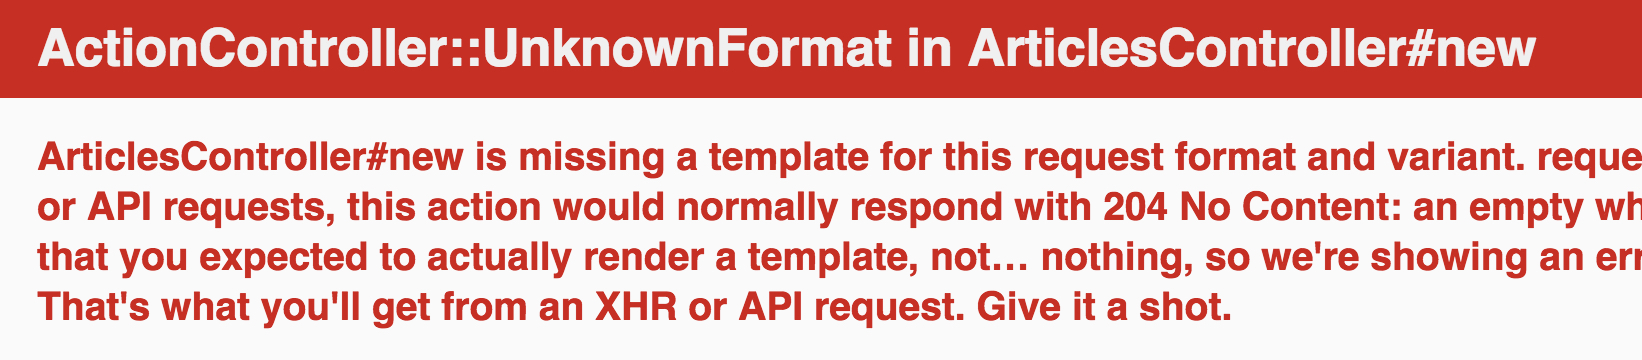 ActionController::UnknownFormat in ArticlesController#new
ArticlesController#new is missing a template for this request format and variant. reque
or API requests, this action would normally respond with 204 No Content: an empty wh
that you expected to actually render a template, not… nothing, so we're showing an err
That's what you'll get from an XHR or API request. Give it a shot.